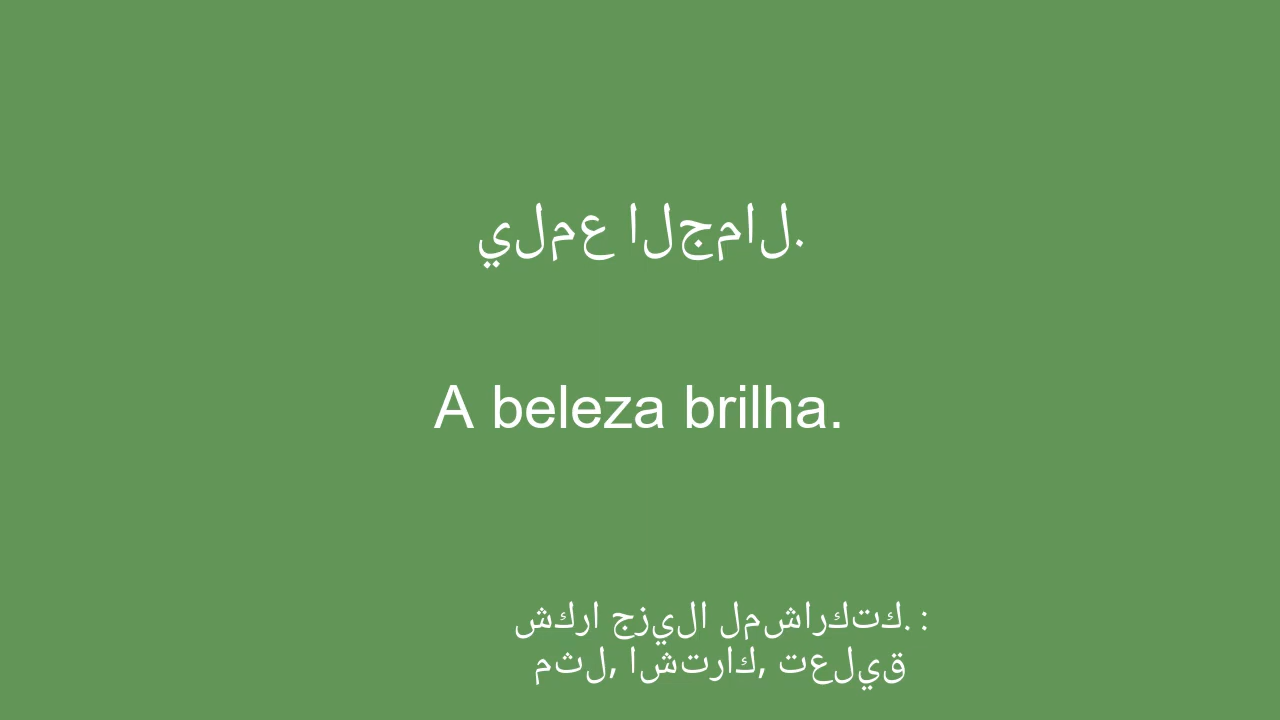 يلمع الجمال.
A beleza brilha.
شكرا جزيلا لمشاركتك. :
مثل, اشتراك, تعليق